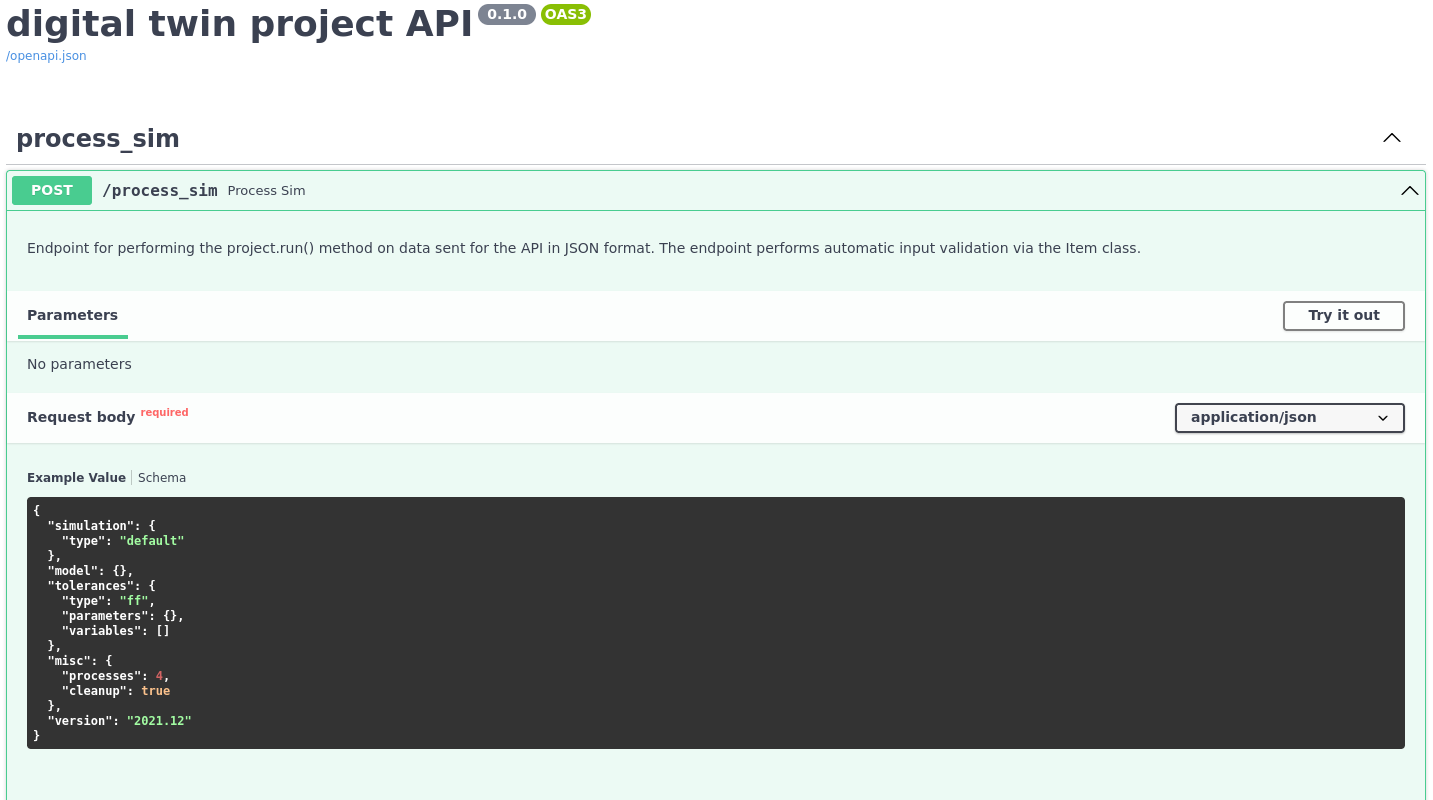 digital twin project API 0.1.0 OAS3
/openapi.json
process_sim
POST /process_sim Process Sim
Endpoint for performing the project.run() method on data sent for the API in JSON format. The endpoint performs automatic input validation via the Item class.
Parameters Try it out
No parameters
Request body required application/json
Example Value Schema
{
  "simulation": {
    "type": "default"
  },
  "model": {},
  "tolerances": {
    "type": "ff",
    "parameters": {},
    "variables": []
  },
  "misc": {
    "processes": 4,
    "cleanup": true
  },
  "version": "2021.12"
}